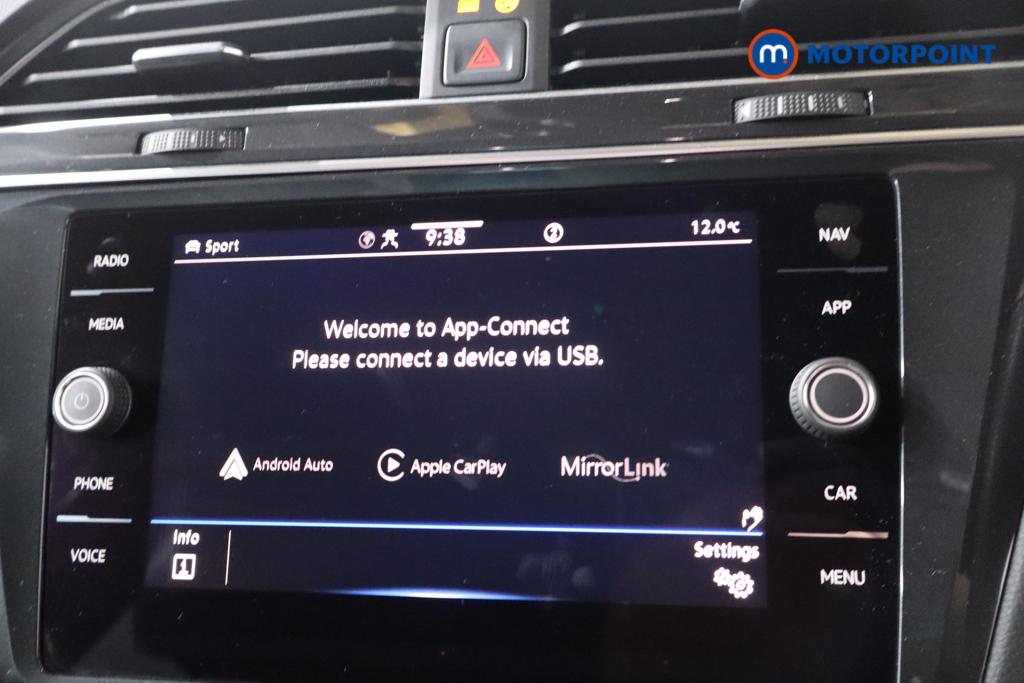 m MOTORPOINT
RADIO
MEDIA
PHONE
VOICE
Sport 9:38 2 12.0°C
Welcome to App-Connect
Please connect a device via USB.
Android Auto Apple CarPlay MirrorLink
Info Settings
NAV
APP
CAR
MENU